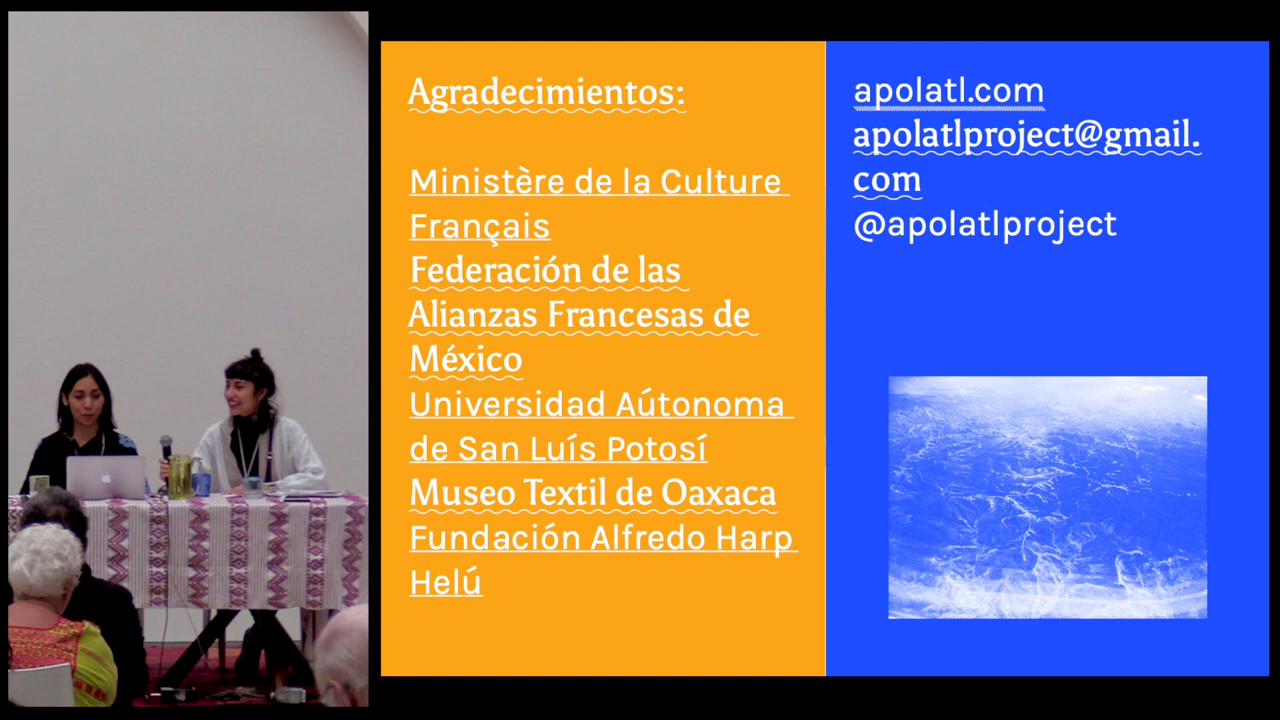 Agradecimientos:
Ministère de la Culture
Français
Federación de las
Alianzas Francesas de
México
Universidad Aútonoma
de San Luís Potosí
Museo Textil de Oaxaca
Fundación Alfredo Harp
Helú
apolatl.com
apolatlproject@gmail.
com
@apolatlproject